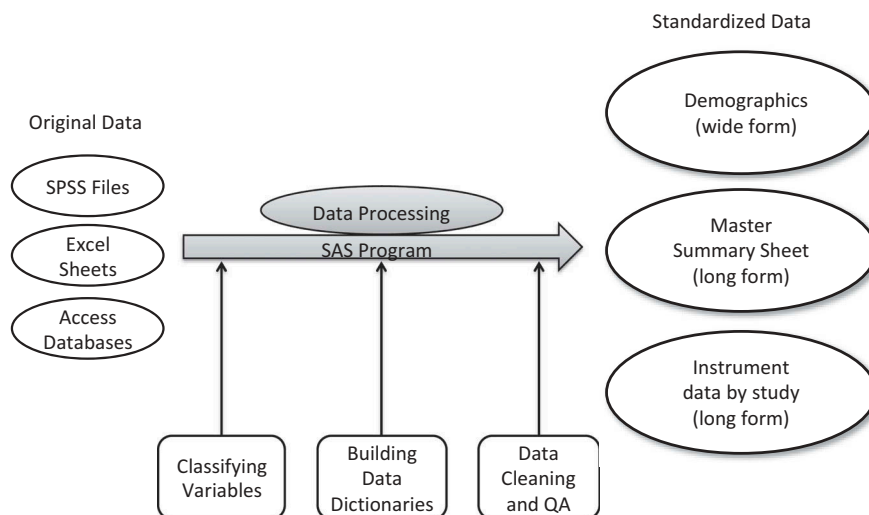 Original Data
SPSS Files
Excel
Sheets
Access
Databases
Data Processing
SAS Program
Classifying
Variables
Building
Data
Dictionaries
Data
Cleaning
and QA
Standardized Data
Demographics
(wide form)
Master
Summary Sheet
(long form)
Instrument
data by study
(long form)